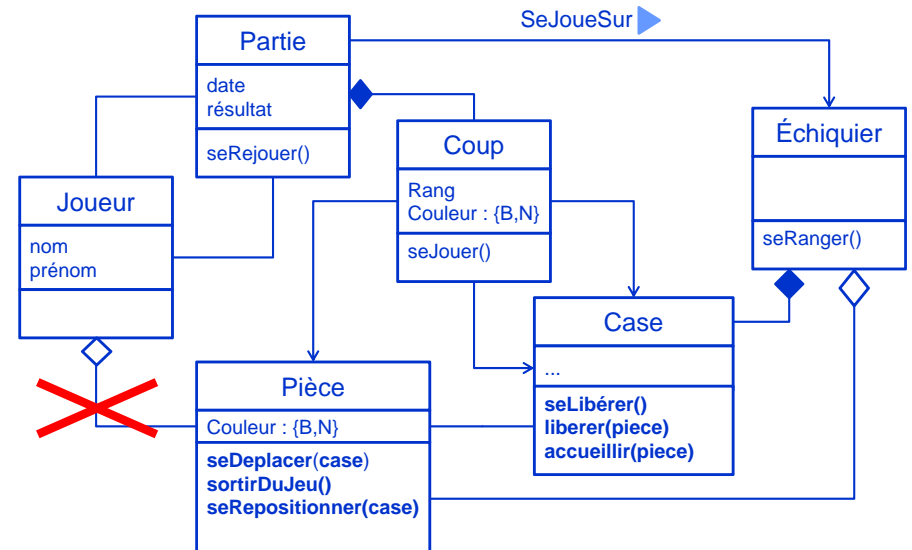 SeJoueSur
Partie
date
résultat
seRejouer()
Échiquier
seRanger()
Coup
Rang
Couleur : {B,N}
seJouer()
Joueur
nom
prénom
Case
...
seLibérer()
liberer(piece)
accueillir(piece)
Pièce
Couleur : {B,N}
seDeplacer(case)
sortirDuJeu()
seRepositionner(case)